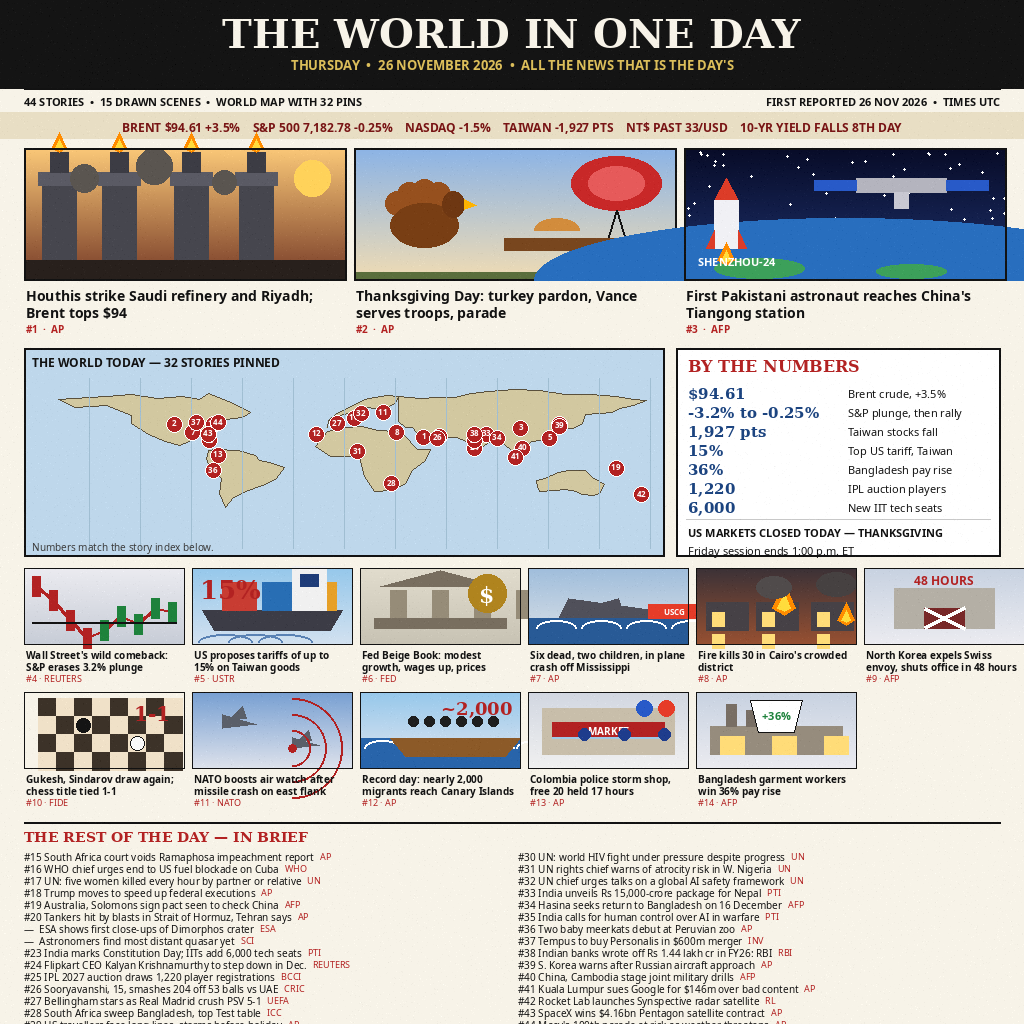 THE WORLD IN ONE DAY
THURSDAY • 26 NOVEMBER 2026 • ALL THE NEWS THAT IS THE DAY'S
44 STORIES • 15 DRAWN SCENES • WORLD MAP WITH 32 PINS
FIRST REPORTED 26 NOV 2026 • TIMES UTC
BRENT $94.61 +3.5% S&P 500 7,182.78 -0.25% NASDAQ -1.5% TAIWAN -1,927 PTS NT$ PAST 33/USD 10-YR YIELD FALLS 8TH DAY
SHENZHOU-24
Houthis strike Saudi refinery and Riyadh;
Brent tops $94
#1 · AP
Thanksgiving Day: turkey pardon, Vance
serves troops, parade
#2 · AP
First Pakistani astronaut reaches China's
Tiangong station
#3 · AFP
THE WORLD TODAY — 32 STORIES PINNED
2
37
44
7
43
13
36
12
27
32
11
8
31
28
1
26
38
33
34
3
39
5
40
41
19
42
Numbers match the story index below.
BY THE NUMBERS
$94.61 Brent crude, +3.5%
-3.2% to -0.25% S&P plunge, then rally
1,927 pts Taiwan stocks fall
15% Top US tariff, Taiwan
36% Bangladesh pay rise
1,220 IPL auction players
6,000 New IIT tech seats
US MARKETS CLOSED TODAY — THANKSGIVING
Friday session ends 1:00 p.m. ET
Wall Street's wild comeback:
S&P erases 3.2% plunge
#4 · REUTERS
15%
US proposes tariffs of up to
15% on Taiwan goods
#5 · USTR
$
Fed Beige Book: modest
growth, wages up, prices
#6 · FED
USCG
Six dead, two children, in plane
crash off Mississippi
#7 · AP
Fire kills 30 in Cairo's crowded
district
#8 · AP
48 HOURS
North Korea expels Swiss
envoy, shuts office in 48 hours
#9 · AFP
1-1
Gukesh, Sindarov draw again;
chess title tied 1-1
#10 · FIDE
NATO boosts air watch after
missile crash on east flank
#11 · NATO
~2,000
Record day: nearly 2,000
migrants reach Canary Islands
#12 · AP
MARKET
Colombia police storm shop,
free 20 held 17 hours
#13 · AP
+36%
Bangladesh garment workers
win 36% pay rise
#14 · AFP
THE REST OF THE DAY — IN BRIEF
#15 South Africa court voids Ramaphosa impeachment report AP
#16 WHO chief urges end to US fuel blockade on Cuba WHO
#17 UN: five women killed every hour by partner or relative UN
#18 Trump moves to speed up federal executions AP
#19 Australia, Solomons sign pact seen to check China AFP
#20 Tankers hit by blasts in Strait of Hormuz, Tehran says AP
— ESA shows first close-ups of Dimorphos crater ESA
— Astronomers find most distant quasar yet SCI
#23 India marks Constitution Day; IITs add 6,000 tech seats PTI
#24 Flipkart CEO Kalyan Krishnamurthy to step down in Dec. REUTERS
#25 IPL 2027 auction draws 1,220 player registrations BCCI
#26 Sooryavanshi, 15, smashes 204 off 53 balls vs UAE CRIC
#27 Bellingham stars as Real Madrid crush PSV 5-1 UEFA
#28 South Africa sweep Bangladesh, top Test table ICC
#30 UN: world HIV fight under pressure despite progress UN
#31 UN rights chief warns of atrocity risk in W. Nigeria UN
#32 UN chief urges talks on a global AI safety framework UN
#33 India unveils Rs 15,000-crore package for Nepal PTI
#34 Hasina seeks return to Bangladesh on 16 December AFP
#35 India calls for human control over AI in warfare PTI
#36 Two baby meerkats debut at Peruvian zoo AP
#37 Tempus to buy Personalis in $600m merger INV
#38 Indian banks wrote off Rs 1.44 lakh cr in FY26: RBI RBI
#39 S. Korea warns after Russian aircraft approach AP
#40 China, Cambodia stage joint military drills AFP
#41 Kuala Lumpur sues Google for $146m over bad content AP
#42 Rocket Lab launches Synspective radar satellite RL
#43 SpaceX wins $4.16bn Pentagon satellite contract AP